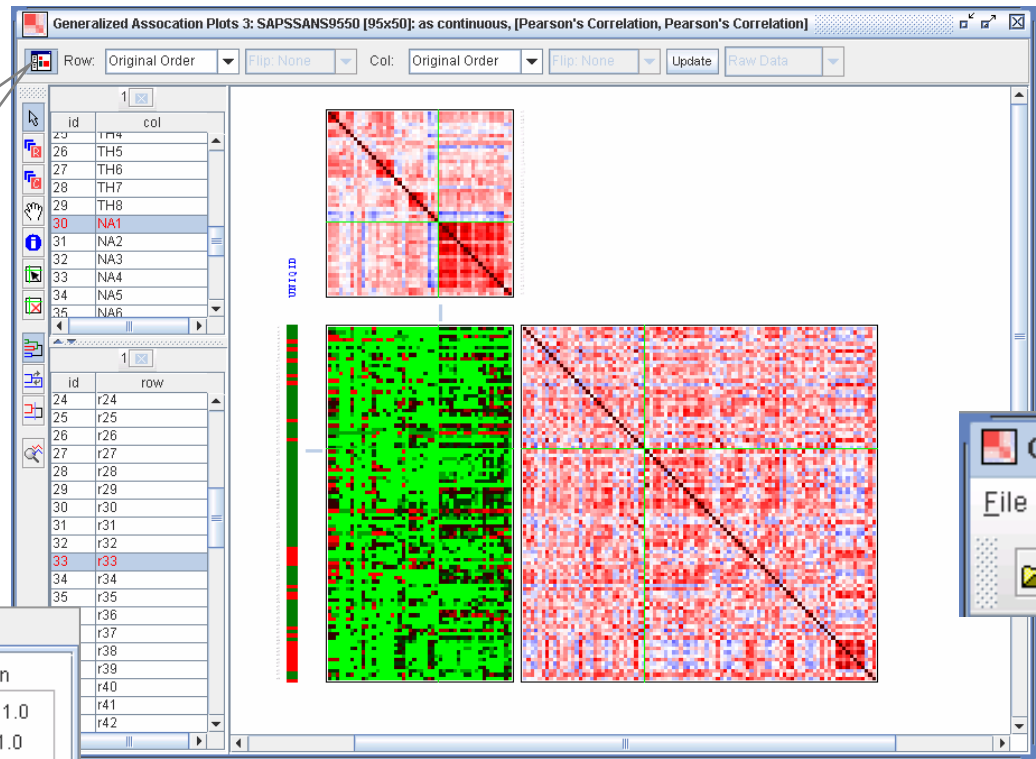 Generalized Assocation Plots 3: SAPSSANS9550 [95x50]: as continuous, [Pearson's Correlation, Pearson's Correlation]
Row: Original Order Flip: None Col: Original Order Flip: None Update Raw Data
1
id col
25 TH4
26 TH5
27 TH6
28 TH7
29 TH8
30 NA1
31 NA2
32 NA3
33 NA4
34 NA5
35 NA6
UNIQID
1
id row
24 r24
25 r25
26 r26
27 r27
28 r28
29 r29
30 r30
31 r31
32 r32
33 r33
34 r34
35 r35
r36
r37
r38
r39
r40
r41
r42
n
1.0
1.0
File